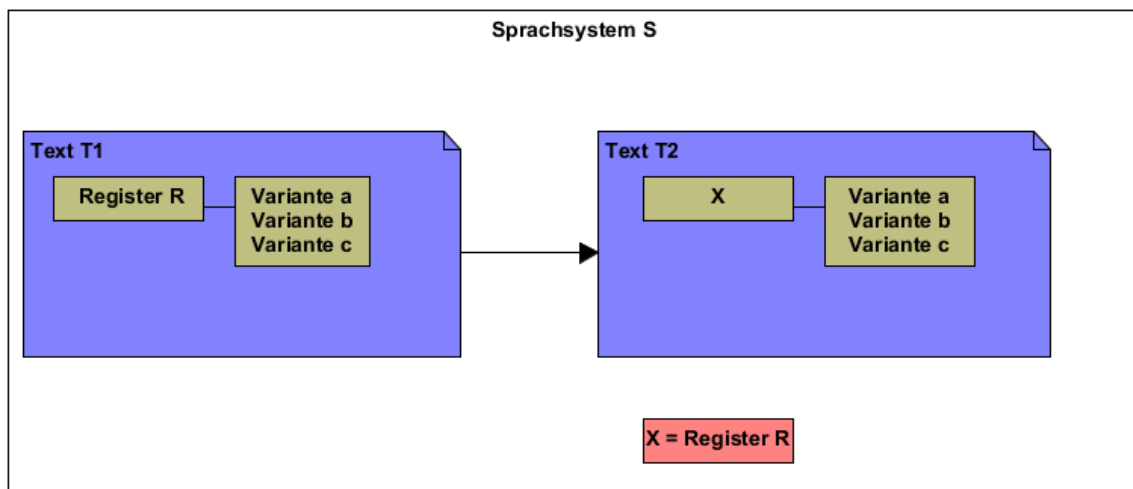 Sprachsystem S
Text T1
Register R
Variante a
Variante b
Variante c
Text T2
X
Variante a
Variante b
Variante c
X = Register R